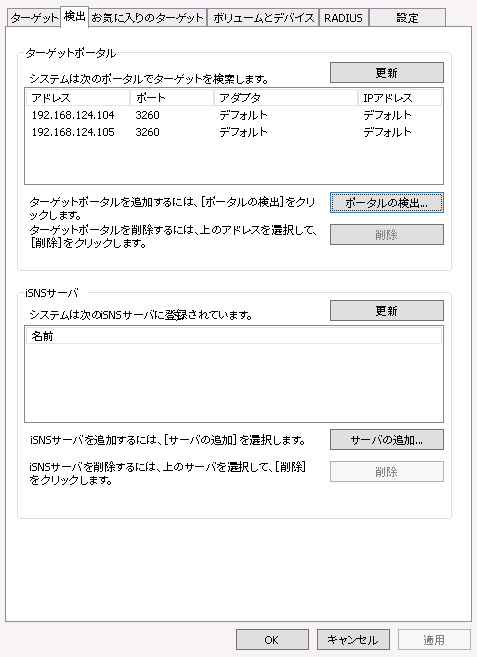 ターゲット 検出 お気に入りのターゲット ボリュームとデバイス RADIUS 設定
ターゲットポータル
システムは次のポータルでターゲットを検索します。 更新
アドレス ポート アダプタ IPアドレス
192.168.124.104 3260 デフォルト デフォルト
192.168.124.105 3260 デフォルト デフォルト
ターゲットポータルを追加するには、[ポータルの検出]をクリ
ックします。
ポータルの検出...
ターゲットポータルを削除するには、上のアドレスを選択して、
[削除]をクリックします。
削除
iSNSサーバ
システムは次のiSNSサーバに登録されています。 更新
名前
iSNSサーバを追加するには、[サーバの追加]を選択します。 サーバの追加...
iSNSサーバを削除するには、上のサーバを選択して、[削除]
をクリックします。
削除
OK キャンセル 適用